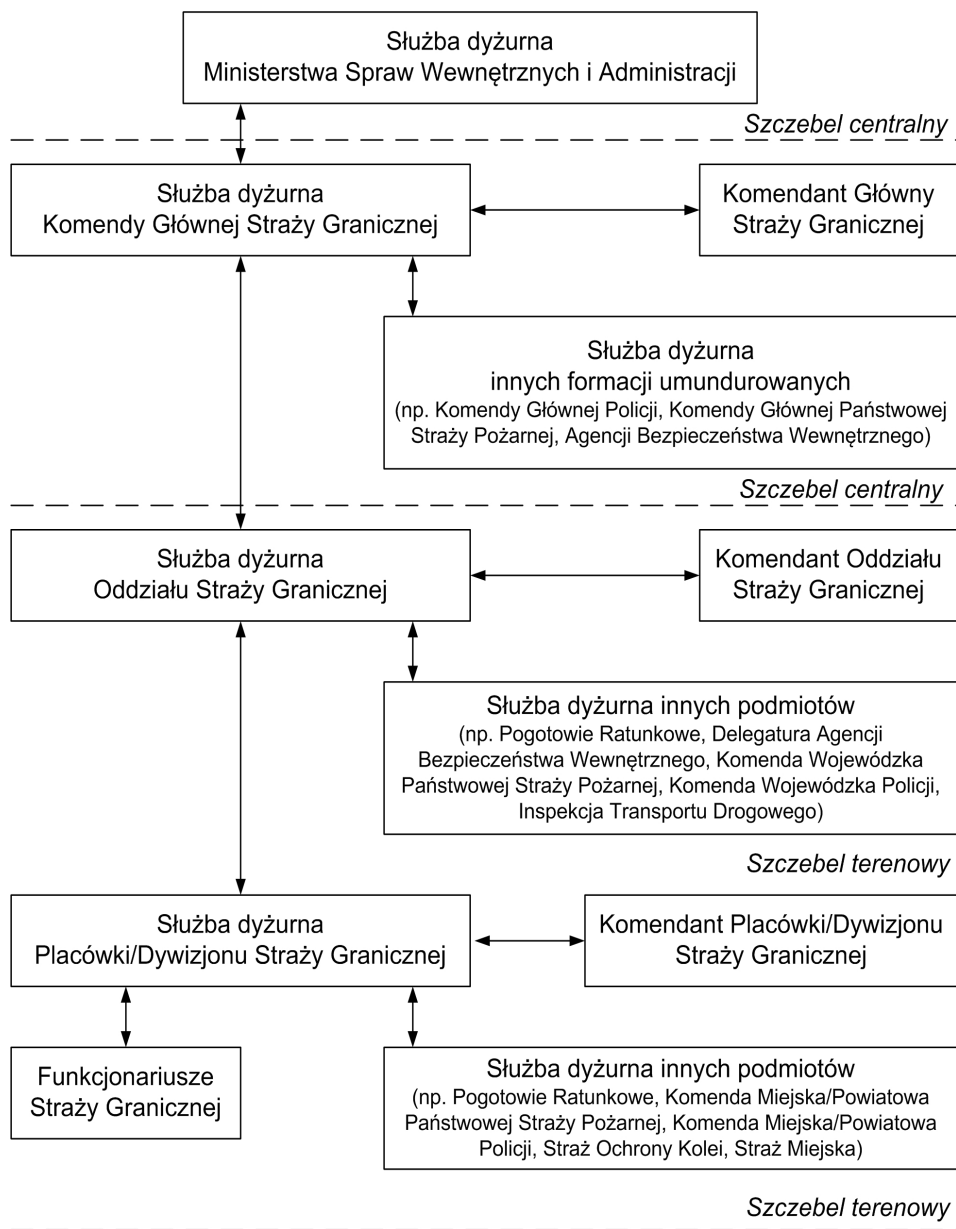 Służba dyżurna
Ministerstwa Spraw Wewnętrznych i Administracji
Szczebel centralny
Służba dyżurna
Komendy Głównej Straży Granicznej
Komendant Główny
Straży Granicznej
Służba dyżurna
innych formacji umundurowanych
(np. Komendy Głównej Policji, Komendy Głównej Państwowej
Straży Pożarnej, Agencji Bezpieczeństwa Wewnętrznego)
Szczebel centralny
Służba dyżurna
Oddziału Straży Granicznej
Komendant Oddziału
Straży Granicznej
Służba dyżurna innych podmiotów
(np. Pogotowie Ratunkowe, Delegatura Agencji
Bezpieczeństwa Wewnętrznego, Komenda Wojewódzka
Państwowej Straży Pożarnej, Komenda Wojewódzka Policji,
Inspekcja Transportu Drogowego)
Szczebel terenowy
Służba dyżurna
Placówki/Dywizjonu Straży Granicznej
Komendant Placówki/Dywizjonu
Straży Granicznej
Funkcjonariusze
Straży Granicznej
Służba dyżurna innych podmiotów
(np. Pogotowie Ratunkowe, Komenda Miejska/Powiatowa
Państwowej Straży Pożarnej, Komenda Miejska/Powiatowa
Policji, Straż Ochrony Kolei, Straż Miejska)
Szczebel terenowy